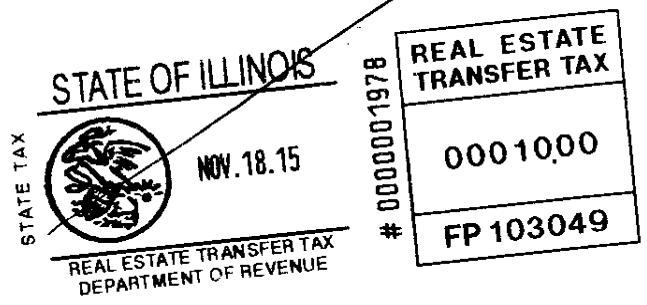 STATE OF ILLINOIS
STATE TAX
NOV.18.15
REAL ESTATE TRANSFER TAX
DEPARTMENT OF REVENUE
# 0000001978
REAL ESTATE
TRANSFER TAX
0001000
FP 103049